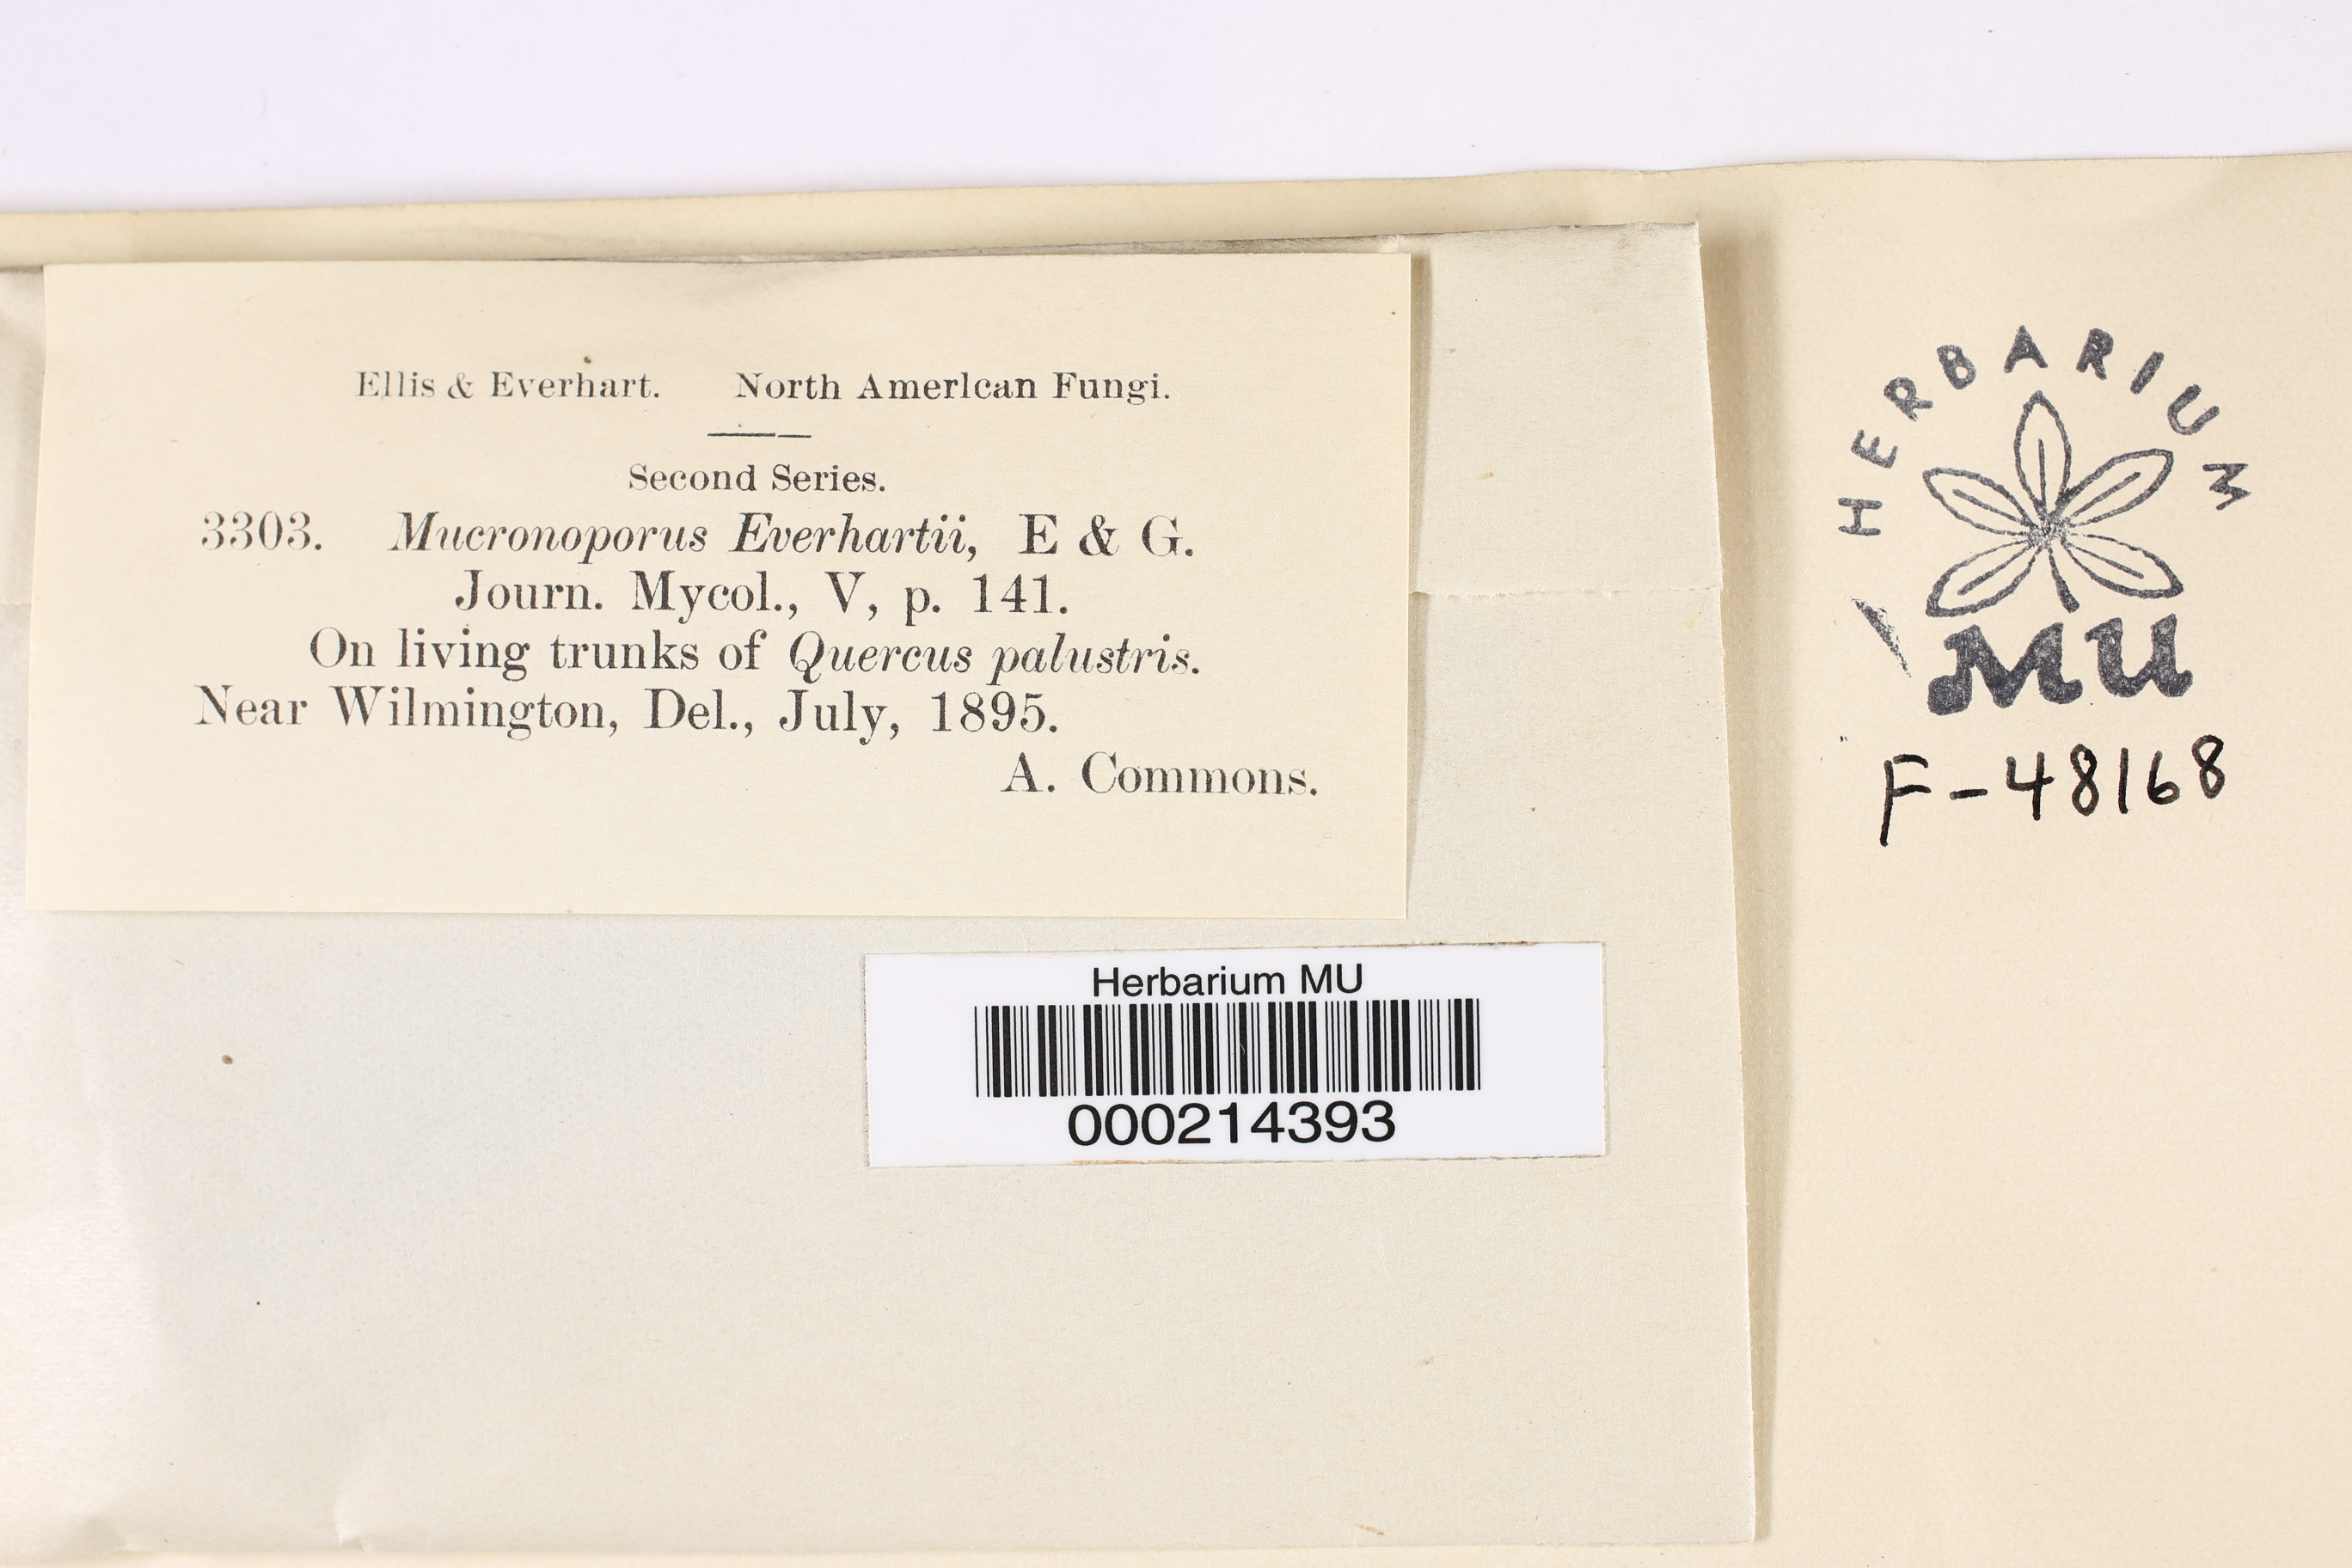 Ellis & Everhart. North American Fungi.
Second Series.
3303. Mucronoporus Everhartii, E & G.
Journ. Mycol., V, p. 141.
On living trunks of Quercus palustris.
Near Wilmington, Del., July, 1895.
A. Commons.
HERBARIUM
MU
F-48168
Herbarium MU
000214393